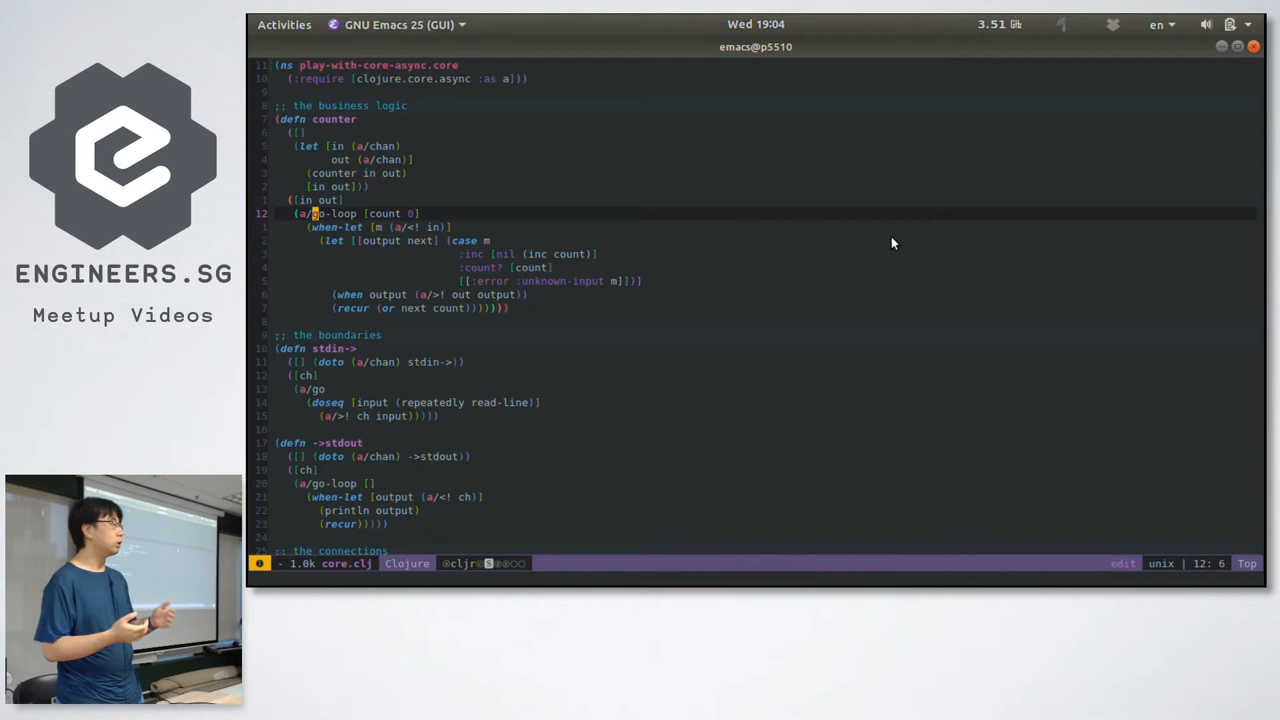 ENGINEERS.SG
Meetup Videos
Activities GNU Emacs 25 (GUI) Wed 19:04 3.51 GHz en
emacs@p5510
11 (ns play-with-core-async.core
10 (:require [clojure.core.async :as a]))
9
8 ;; the business logic
7 (defn counter
6 ([]
5 (let [in (a/chan)
4 out (a/chan)]
3 (counter in out)
2 [in out]))
1 ([in out]
12 (a/go-loop [count 0]
1 (when-let [m (a/<! in)]
2 (let [[output next] (case m
3 :inc [nil (inc count)]
4 :count? [count]
5 [[:error :unknown-input m]])]
6 (when output (a/>! out output))
7 (recur (or next count)))))))
8
9 ;; the boundaries
10 (defn stdin->
11 ([] (doto (a/chan) stdin->))
12 ([ch]
13 (a/go
14 (doseq [input (repeatedly read-line)]
15 (a/>! ch input)))))
16
17 (defn ->stdout
18 ([] (doto (a/chan) ->stdout))
19 ([ch]
20 (a/go-loop []
21 (when-let [output (a/<! ch)]
22 (println output)
23 (recur)))))
24
25 ;; the connections
- 1.0k core.clj Clojure cljr edit unix | 12: 6 Top